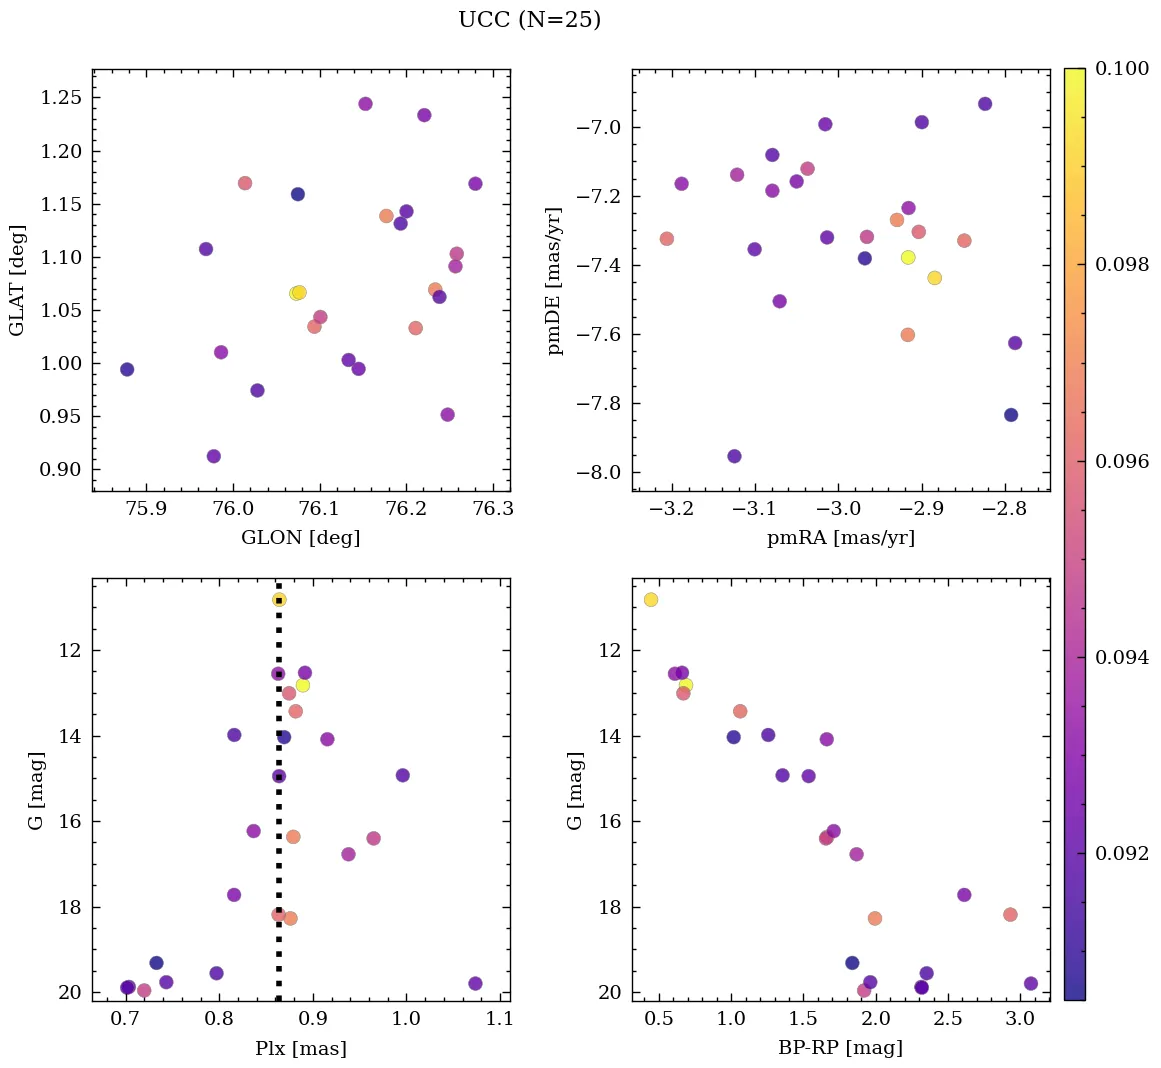 UCC (N=25)
1.25
1.20
1.15
1.10
1.05
1.00
0.95
0.90
GLAT [deg]
75.9 76.0 76.1 76.2 76.3
GLON [deg]
−7.0
−7.2
−7.4
−7.6
−7.8
−8.0
pmDE [mas/yr]
−3.2 −3.1 −3.0 −2.9 −2.8
pmRA [mas/yr]
12
14
16
18
20
G [mag]
0.7 0.8 0.9 1.0 1.1
Plx [mas]
12
14
16
18
20
G [mag]
0.5 1.0 1.5 2.0 2.5 3.0
BP-RP [mag]
0.100
0.098
0.096
0.094
0.092